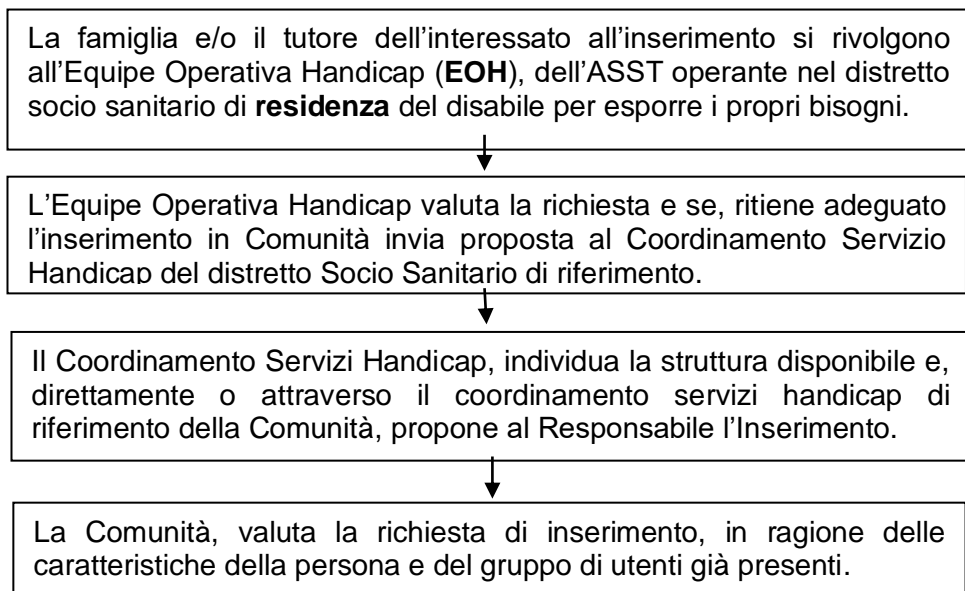 La famiglia e/o il tutore dell’interessato all’inserimento si rivolgono
all’Equipe Operativa Handicap (EOH), dell’ASST operante nel distretto
socio sanitario di residenza del disabile per esporre i propri bisogni.
L’Equipe Operativa Handicap valuta la richiesta e se, ritiene adeguato
l’inserimento in Comunità invia proposta al Coordinamento Servizio
Handicap del distretto Socio Sanitario di riferimento.
Il Coordinamento Servizi Handicap, individua la struttura disponibile e,
direttamente o attraverso il coordinamento servizi handicap di
riferimento della Comunità, propone al Responsabile l’Inserimento.
La Comunità, valuta la richiesta di inserimento, in ragione delle
caratteristiche della persona e del gruppo di utenti già presenti.